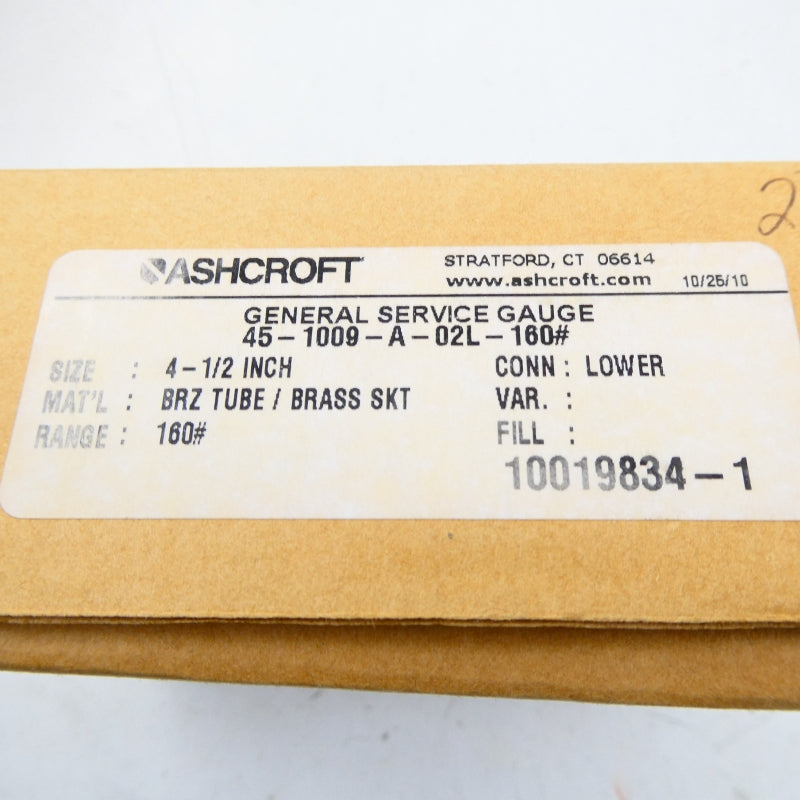 2
ASHCROFT
STRATFORD, CT 06614
www.ashcroft.com 10/25/10
GENERAL SERVICE GAUGE
45-1009-A-02L-160#
SIZE : 4-1/2 INCH CONN : LOWER
MAT'L : BRZ TUBE / BRASS SKT VAR. :
RANGE : 160# FILL :
10019834-1